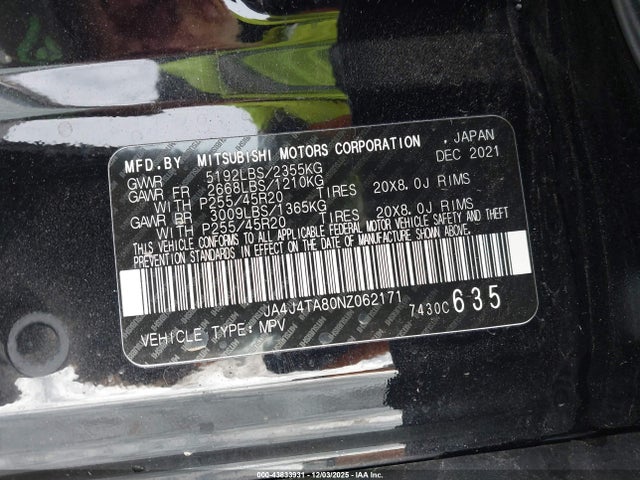 MFD.BY MITSUBISHI MOTORS CORPORATION , JAPAN
GVWR 5192LBS/2355KG DEC 2021
GAWR FR 2668LBS/1210KG
WITH P255/45R20 TIRES 20X8.0J RIMS
GAWR RR 3009LBS/1365KG
WITH P255/45R20 TIRES 20X8.0J RIMS
THIS VEHICLE CONFORMS TO ALL APPLICABLE FEDERAL MOTOR VEHICLE SAFETY AND THEFT
PREVENTION STANDARDS IN EFFECT ON THE DATE OF MANUFACTURE SHOWN ABOVE.
JA4J4TA80NZ062171 7430C 635
VEHICLE TYPE:MPV
000-43833931 - 12/03/2025 - COPYRIGHT IAA, LLC.